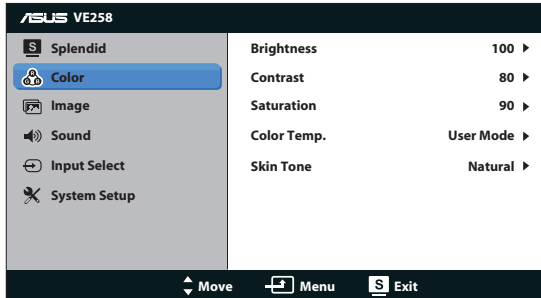 ASUS VE258
S Splendid
Color
Image
Sound
Input Select
System Setup
Brightness 100
Contrast 80
Saturation 90
Color Temp. User Mode
Skin Tone Natural
Move Menu S Exit